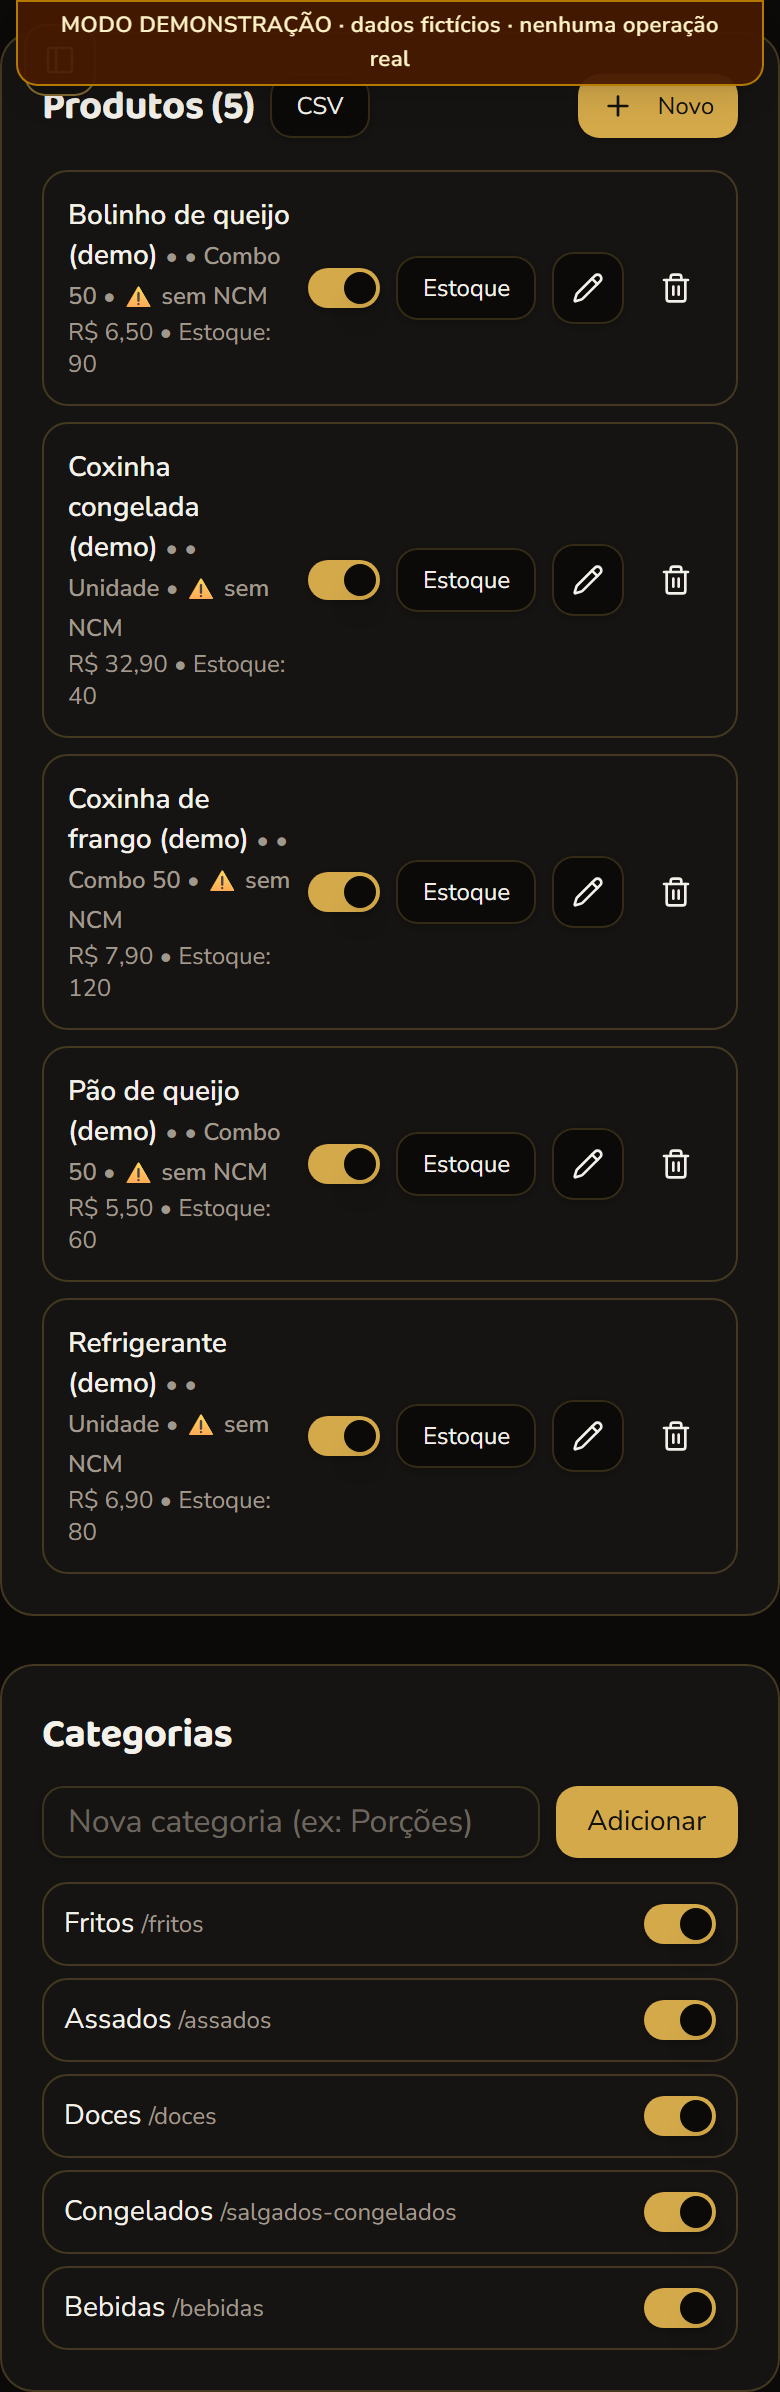 MODO DEMONSTRAÇÃO · dados fictícios · nenhuma operação
real
Produtos (5)
CSV
+ Novo
Bolinho de queijo
(demo) • • Combo
50 • ⚠️ sem NCM
R$ 6,50 • Estoque:
90
Estoque
Coxinha
congelada
(demo) • •
Unidade • ⚠️ sem
NCM
R$ 32,90 • Estoque:
40
Estoque
Coxinha de
frango (demo) • •
Combo 50 • ⚠️ sem
NCM
R$ 7,90 • Estoque:
120
Estoque
Pão de queijo
(demo) • • Combo
50 • ⚠️ sem NCM
R$ 5,50 • Estoque:
60
Estoque
Refrigerante
(demo) • •
Unidade • ⚠️ sem
NCM
R$ 6,90 • Estoque:
80
Estoque
Categorias
Nova categoria (ex: Porções)
Adicionar
Fritos /fritos
Assados /assados
Doces /doces
Congelados /salgados-congelados
Bebidas /bebidas